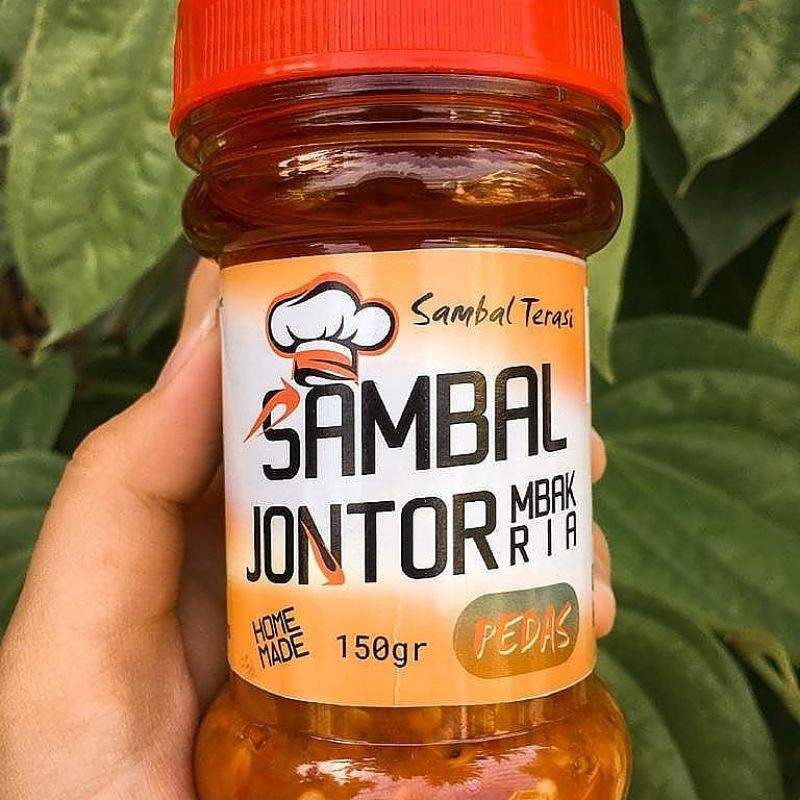 Sambal Terasi
SAMBAL
JONTOR
MBAK
RIA
HOME
MADE
150gr
PEDAS